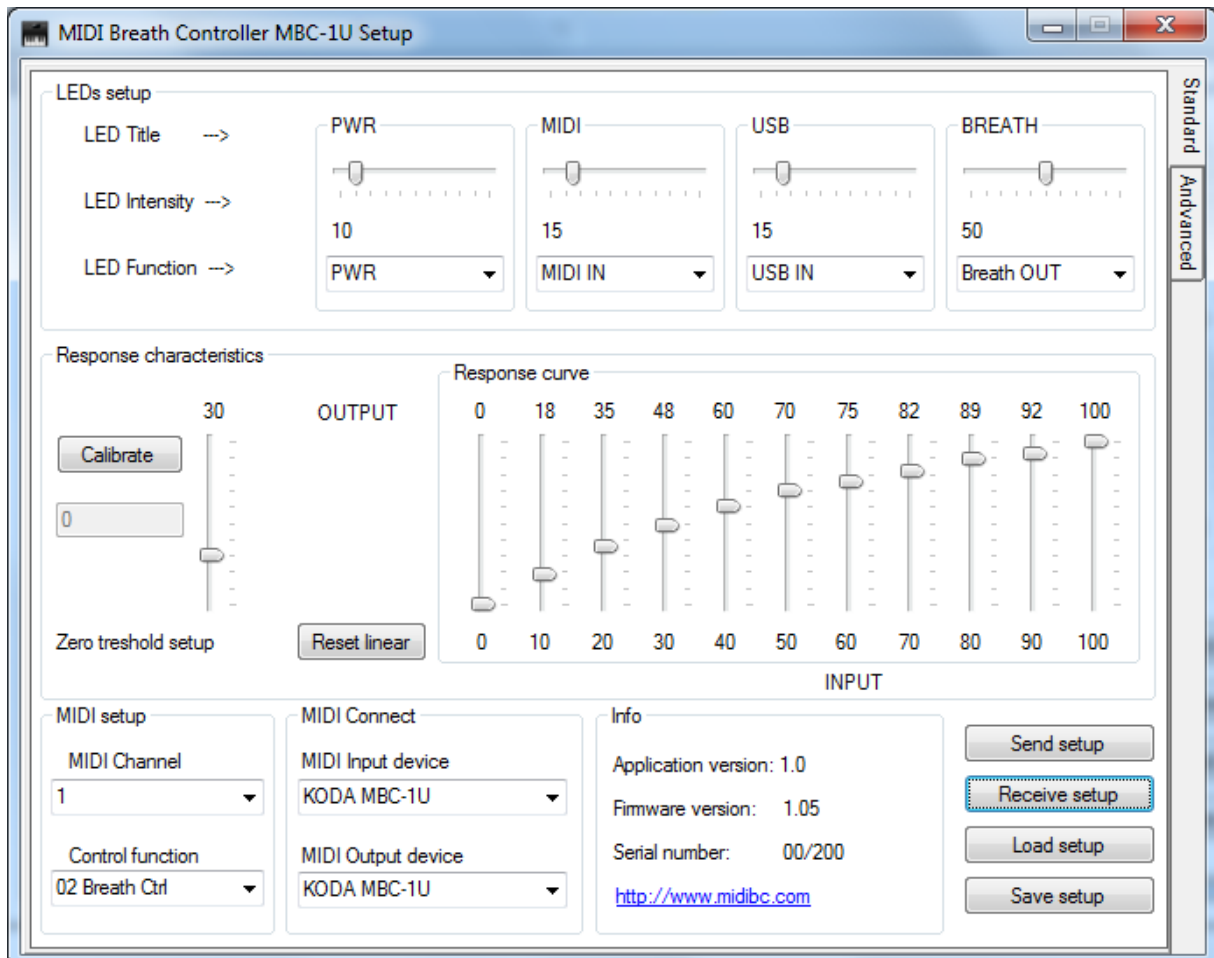 MIDI Breath Controller MBC-1U Setup
Standard
Andvanced
LEDs setup
LED Title --->
PWR
MIDI
USB
BREATH
LED Intensity --->
10
15
15
50
LED Function --->
PWR
MIDI IN
USB IN
Breath OUT
Response characteristics
30
OUTPUT
Calibrate
0
Zero treshold setup
Reset linear
Response curve
0 18 35 48 60 70 75 82 89 92 100
0 10 20 30 40 50 60 70 80 90 100
INPUT
MIDI setup
MIDI Channel
1
Control function
02 Breath Ctrl
MIDI Connect
MIDI Input device
KODA MBC-1U
MIDI Output device
KODA MBC-1U
Info
Application version: 1.0
Firmware version: 1.05
Serial number: 00/200
http://www.midibc.com
Send setup
Receive setup
Load setup
Save setup